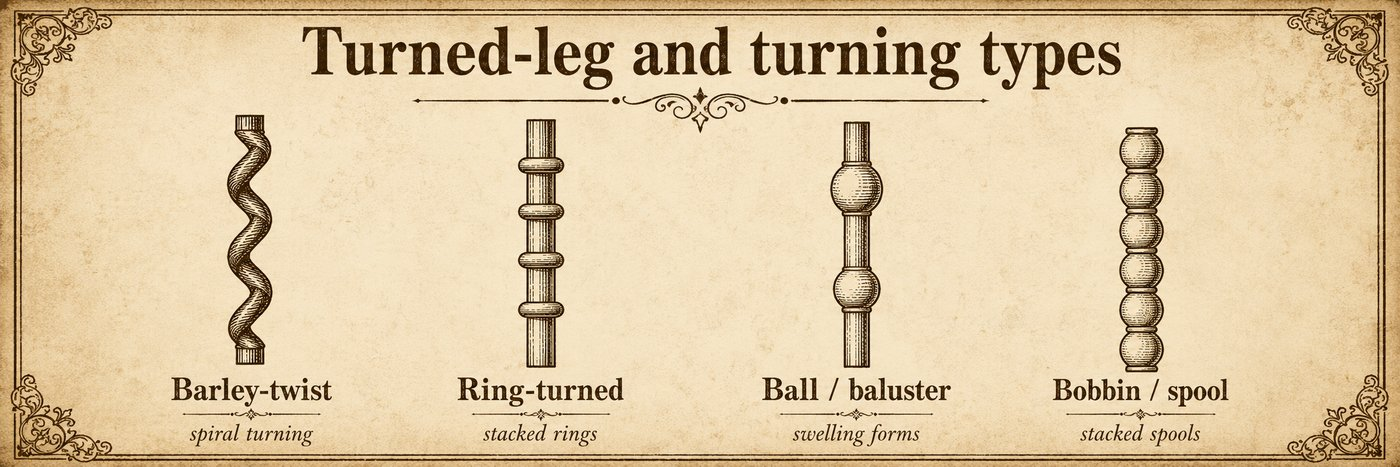 Turned-leg and turning types
Barley-twist
spiral turning
Ring-turned
stacked rings
Ball / baluster
swelling forms
Bobbin / spool
stacked spools